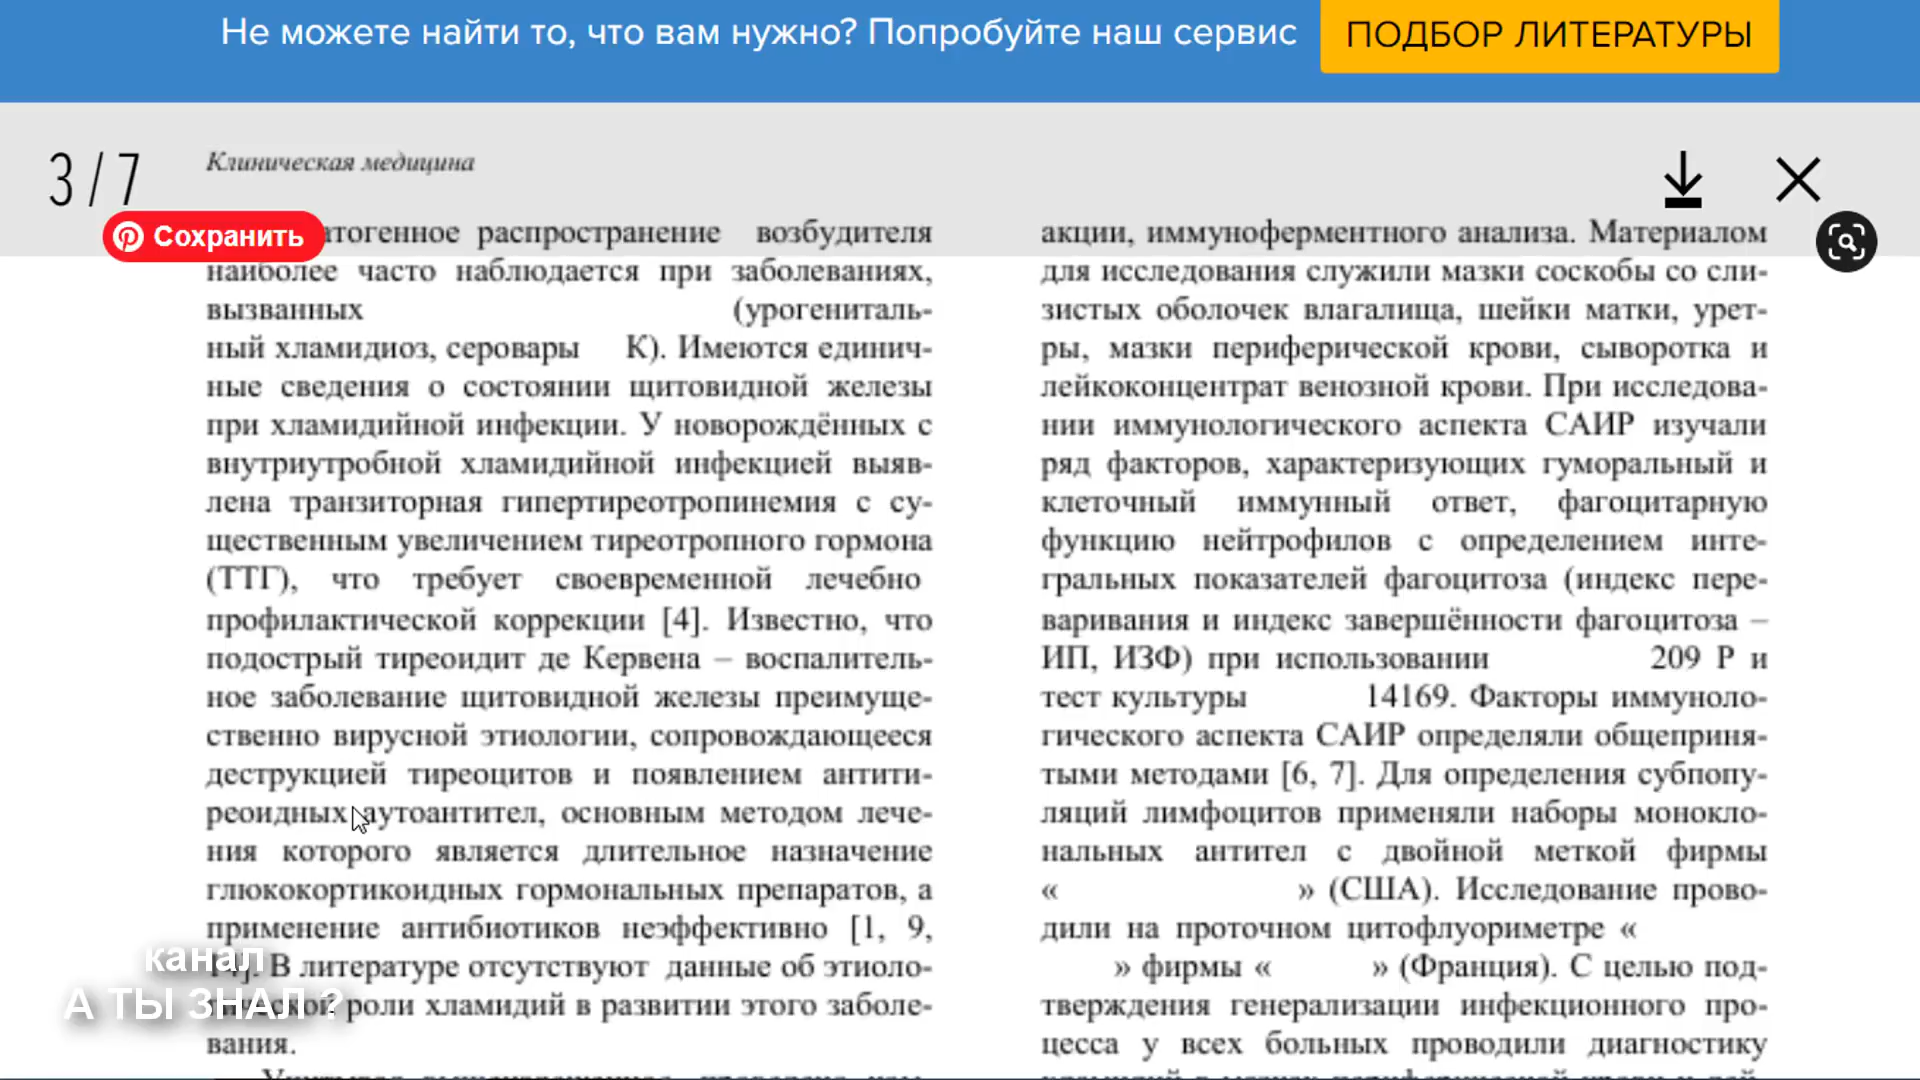 Не можете найти то, что вам нужно? Попробуйте наш сервис
ПОДБОР ЛИТЕРАТУРЫ
3 / 7
Клиническая медицина
Сохранить
распространение возбудителя
наиболее часто наблюдается при заболеваниях,
вызванных (урогениталь-
ный хламидиоз, серовары К). Имеются единич-
ные сведения о состоянии щитовидной железы
при хламидийной инфекции. У новорождённых с
внутриутробной хламидийной инфекцией выяв-
лена транзиторная гипертиреотропинемия с су-
щественным увеличением тиреотропного гормона
(ТТГ), что требует своевременной лечебно
профилактической коррекции [4]. Известно, что
подострый тиреоидит де Кервена – воспалитель-
ное заболевание щитовидной железы преимуще-
ственно вирусной этиологии, сопровождающееся
деструкцией тиреоцитов и появлением антити-
реоидных аутоантител, основным методом лече-
ния которого является длительное назначение
глюкокортикоидных гормональных препаратов, а
применение антибиотиков неэффективно [1, 9,
В литературе отсутствуют данные об этиоло-
роли хламидий в развитии этого заболе-
вания.
акции, иммуноферментного анализа. Материалом
для исследования служили мазки соскобы со сли-
зистых оболочек влагалища, шейки матки, урет-
ры, мазки периферической крови, сыворотка и
лейкоконцентрат венозной крови. При исследова-
нии иммунологического аспекта САИР изучали
ряд факторов, характеризующих гуморальный и
клеточный иммунный ответ, фагоцитарную
функцию нейтрофилов с определением инте-
гральных показателей фагоцитоза (индекс пере-
варивания и индекс завершённости фагоцитоза –
ИП, ИЗФ) при использовании 209 Р и
тест культуры 14169. Факторы иммуноло-
гического аспекта САИР определяли общеприня-
тыми методами [6, 7]. Для определения субпопу-
ляций лимфоцитов применяли наборы монокло-
нальных антител с двойной меткой фирмы
« » (США). Исследование прово-
дили на проточном цитофлуориметре «
» фирмы « » (Франция). С целью под-
тверждения генерализации инфекционного про-
цесса у всех больных проводили диагностику
канал
А ТЫ ЗНАЛ ?